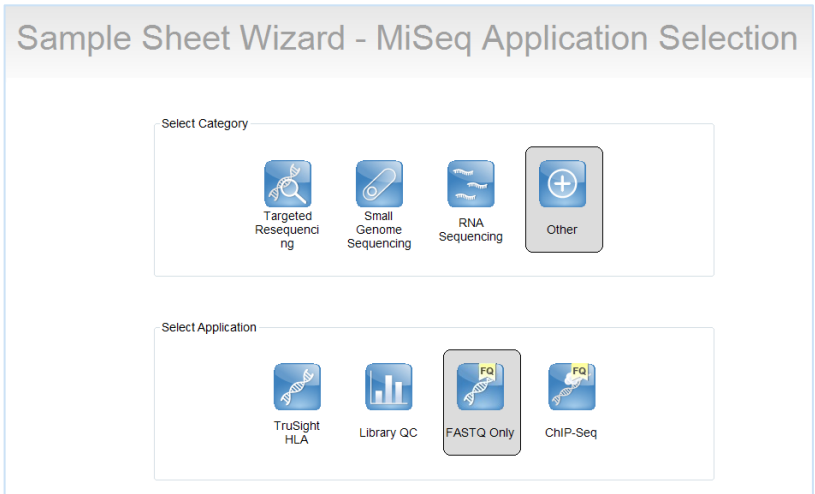 Sample Sheet Wizard - MiSeq Application Selection
Select Category
Targeted
Resequenci
ng
Small
Genome
Sequencing
RNA
Sequencing
Other
Select Application
TruSight
HLA
Library QC
FQ
FASTQ Only
FQ
ChIP-Seq